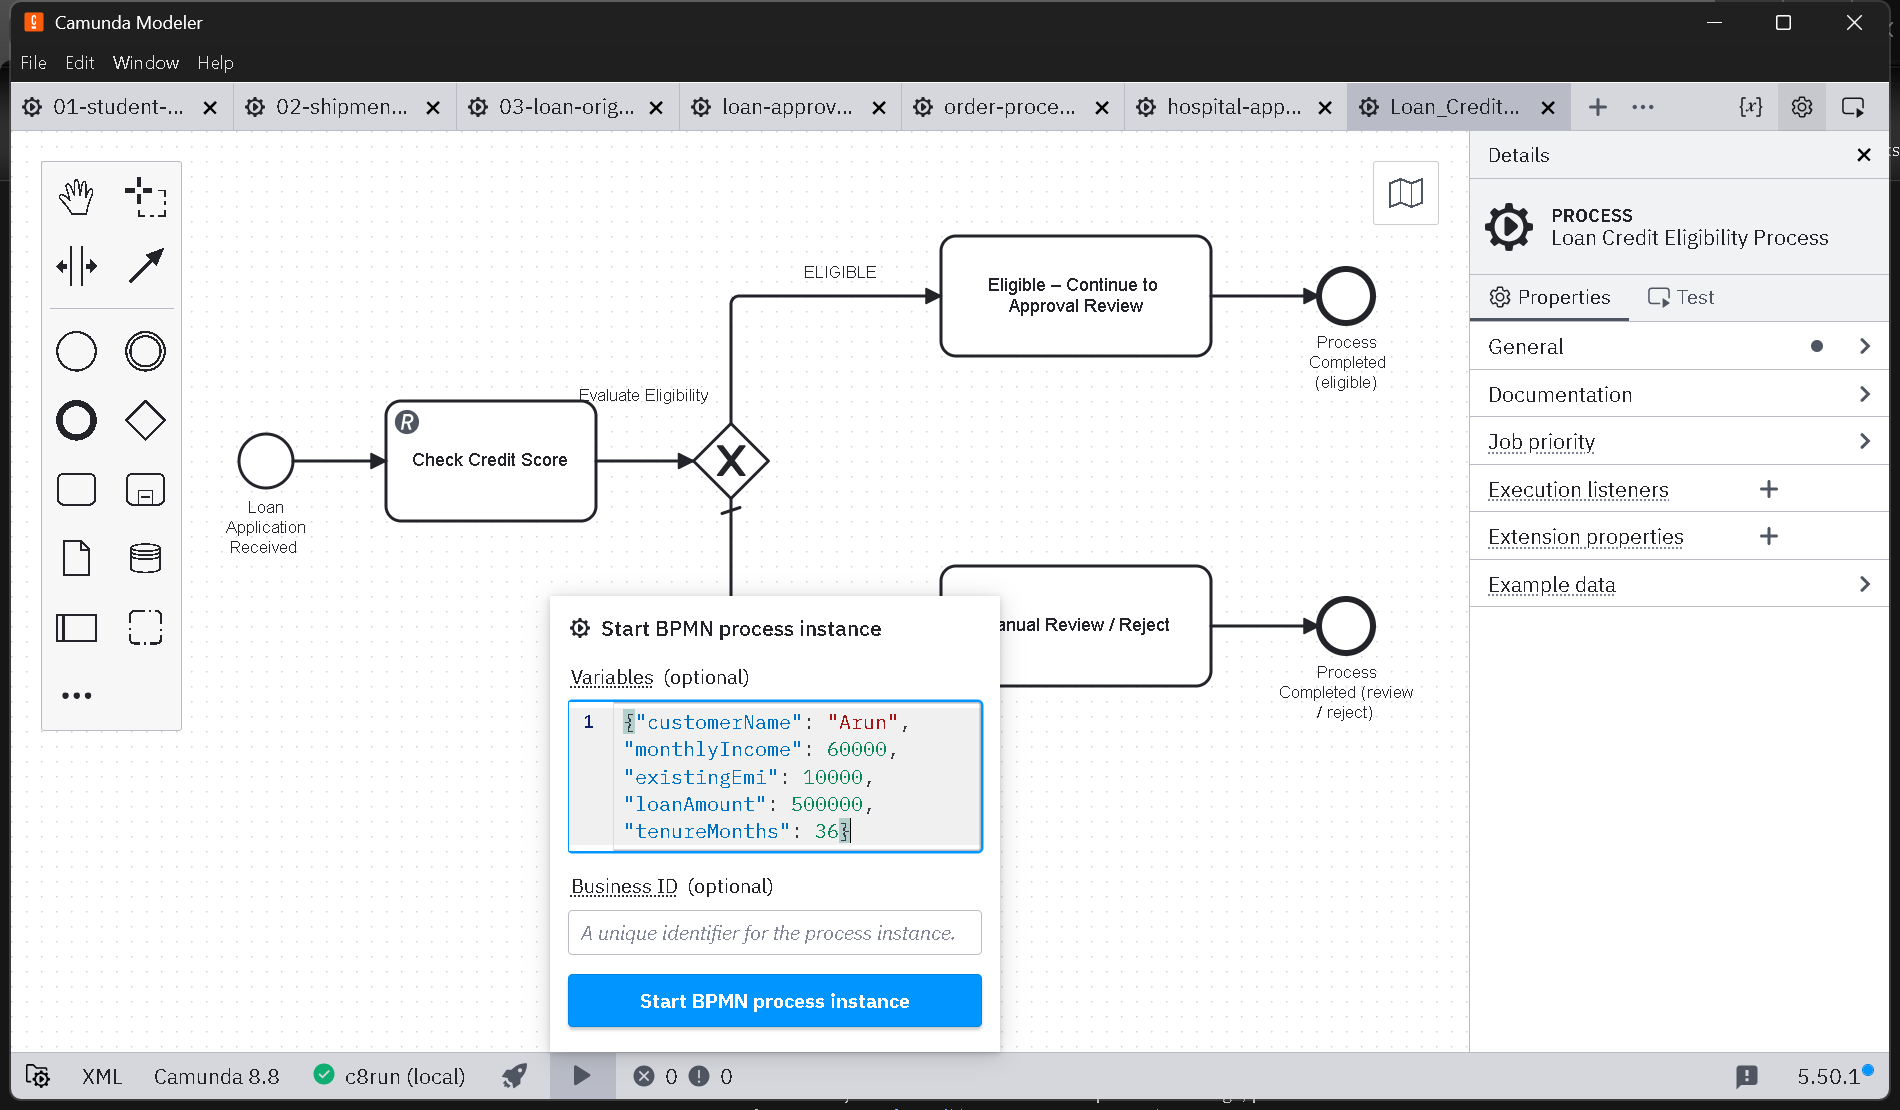 Camunda Modeler
File Edit Window Help
01-student-...
02-shipmen...
03-loan-orig...
loan-approv...
order-proce...
hospital-app...
Loan_Credit...
{x}
Details
PROCESS
Loan Credit Eligibility Process
Properties
Test
General
Documentation
Job priority
Execution listeners
Extension properties
Example data
ELIGIBLE
Eligible – Continue to
Approval Review
Process
Completed
(eligible)
Evaluate Eligibility
R
Check Credit Score
X
Loan
Application
Received
anual Review / Reject
Process
Completed (review
/ reject)
Start BPMN process instance
Variables (optional)
1 {"customerName": "Arun",
"monthlyIncome": 60000,
"existingEmi": 10000,
"loanAmount": 500000,
"tenureMonths": 36}
Business ID (optional)
A unique identifier for the process instance.
Start BPMN process instance
XML
Camunda 8.8
c8run (local)
0
0
5.50.1